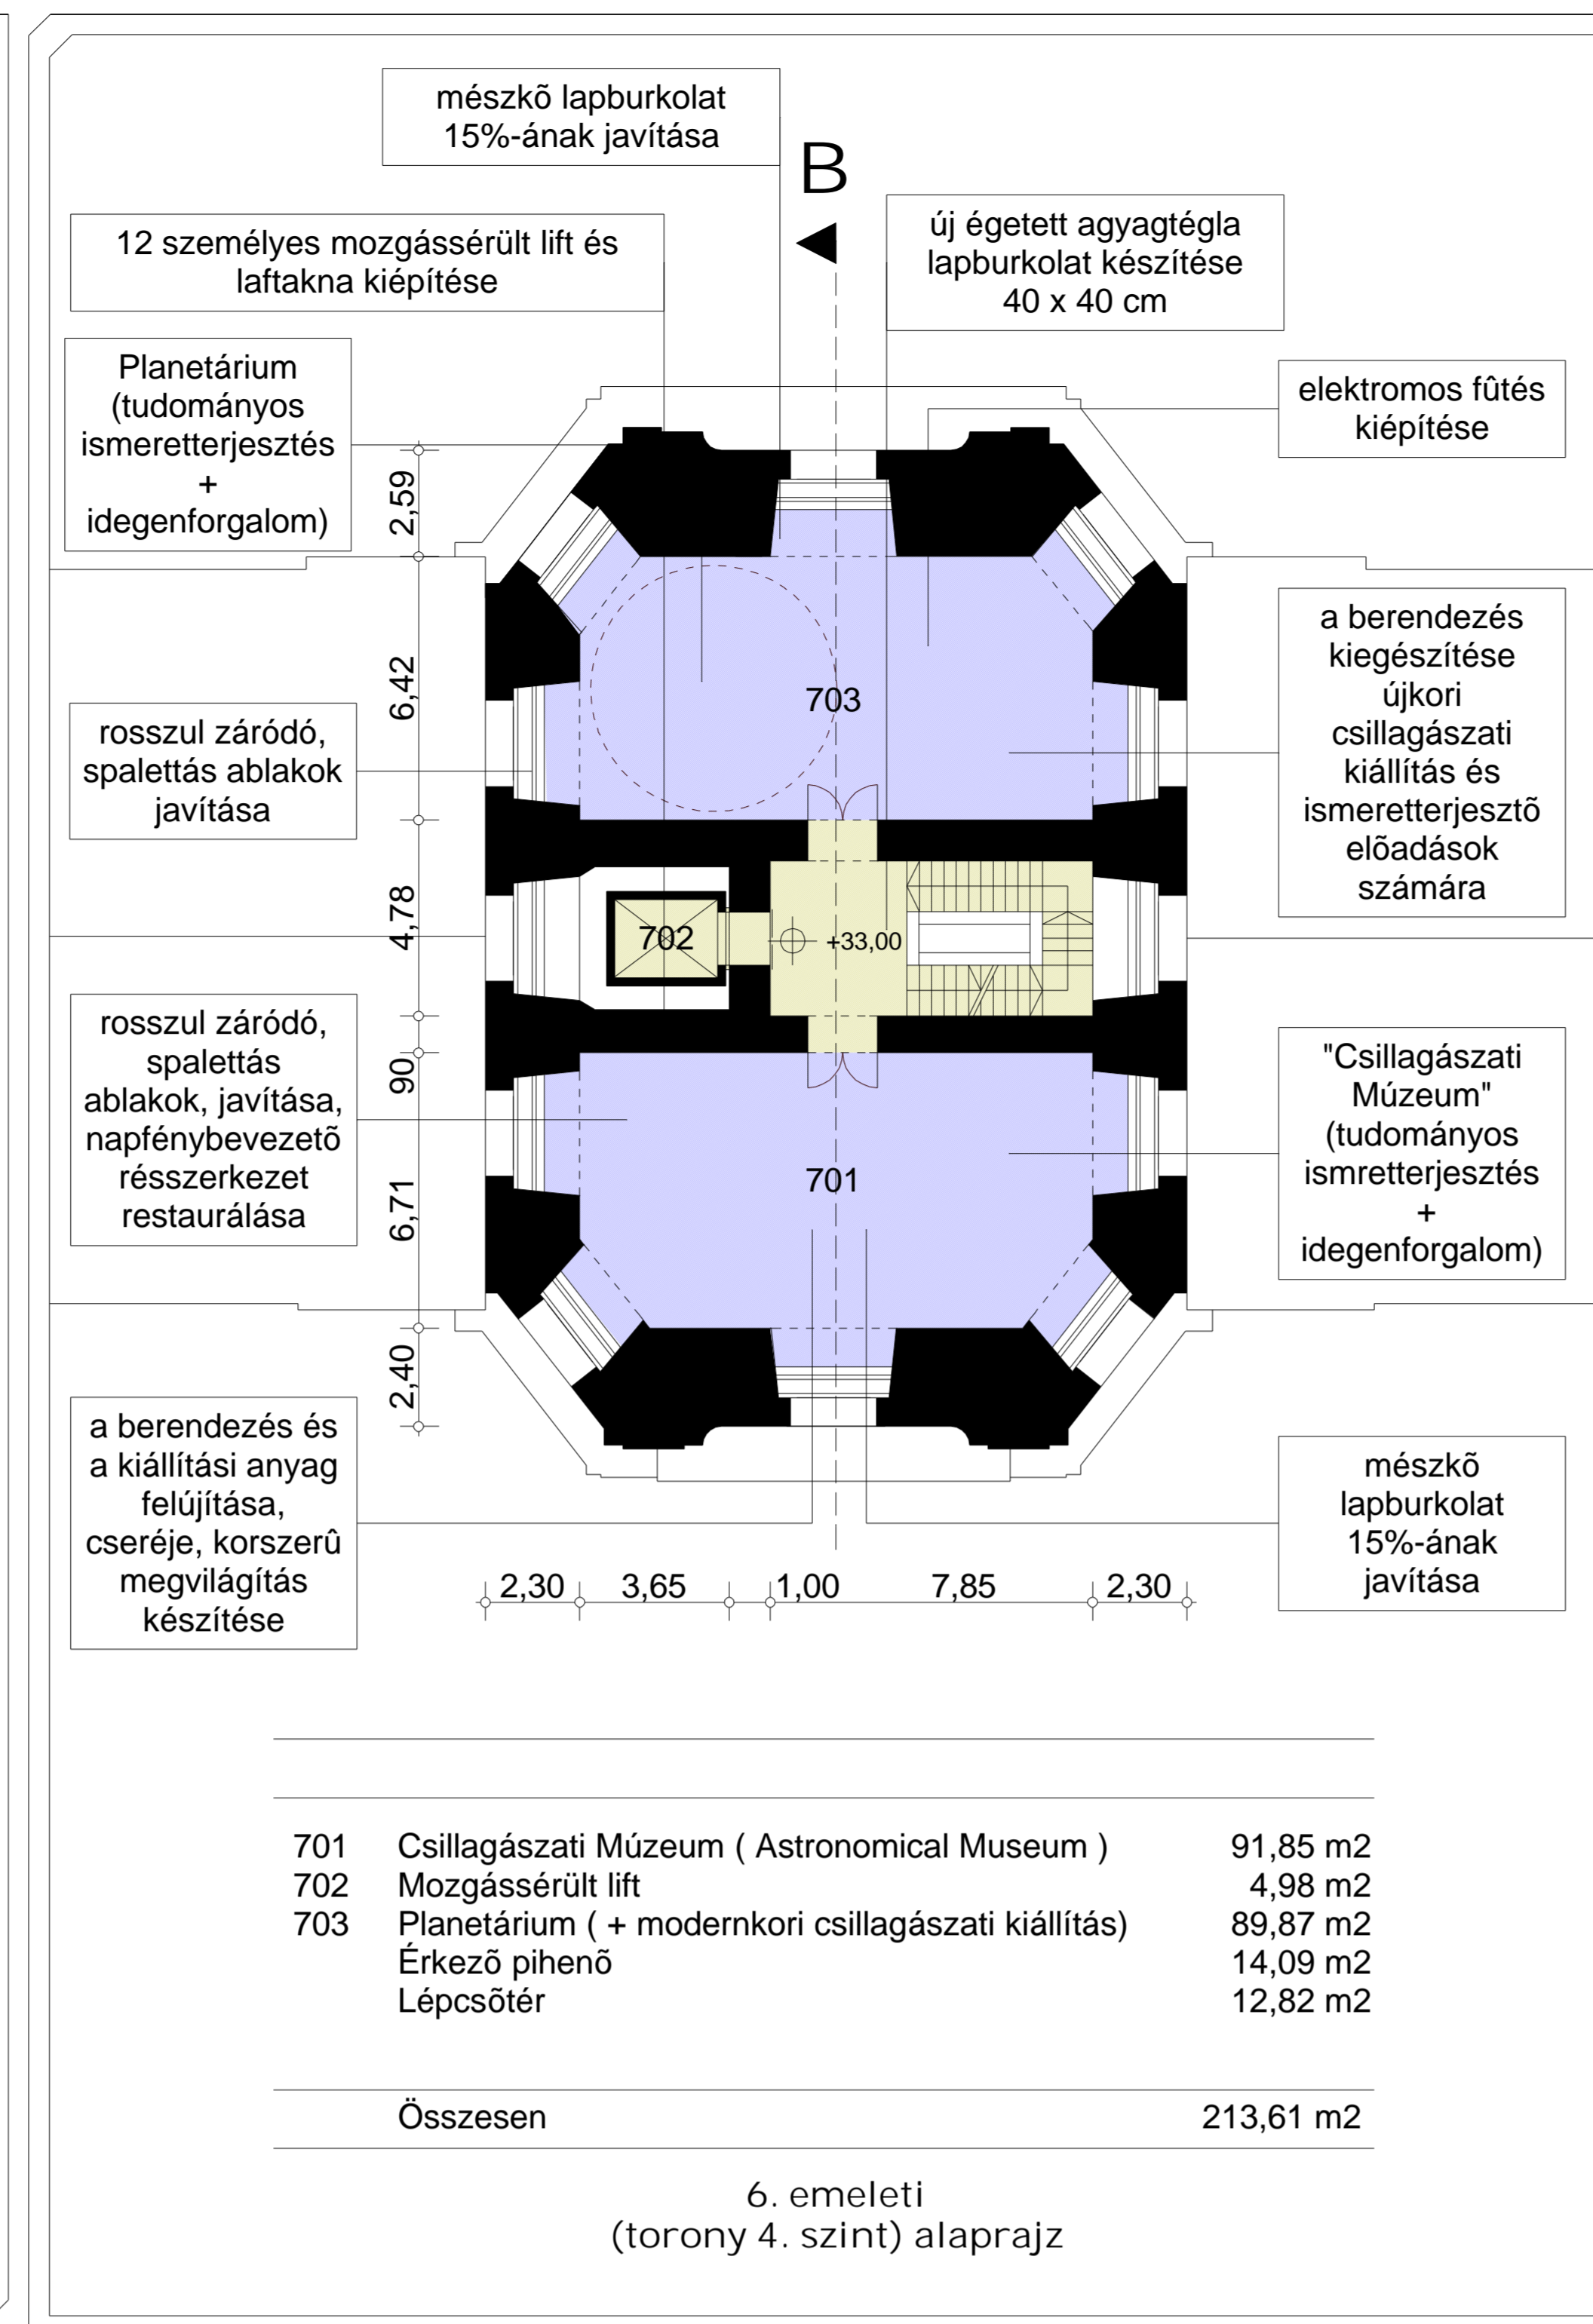 mészkõ lapburkolat
15%-ának javítása
B
12 személyes mozgássérült lift és
laftakna kiépítése
új égetett agyagtégla
lapburkolat készítése
40 x 40 cm
Planetárium
(tudományos
ismeretterjesztés
+
idegenforgalom)
elektromos fûtés
kiépítése
2,59
6,42
4,78
90
6,71
2,40
a berendezés
kiegészítése
újkori
csillagászati
kiállítás és
ismeretterjesztõ
elõadások
számára
rosszul záródó,
spalettás ablakok
javítása
703
702
+33,00
701
rosszul záródó,
spalettás
ablakok, javítása,
napfénybevezetõ
résszerkezet
restaurálása
"Csillagászati
Múzeum"
(tudományos
ismretterjesztés
+
idegenforgalom)
a berendezés és
a kiállítási anyag
felújítása,
cseréje, korszerû
megvilágítás
készítése
mészkõ
lapburkolat
15%-ának
javítása
2,30 3,65 1,00 7,85 2,30
701 Csillagászati Múzeum ( Astronomical Museum ) 91,85 m2
702 Mozgássérült lift 4,98 m2
703 Planetárium ( + modernkori csillagászati kiállítás) 89,87 m2
Érkezõ pihenõ 14,09 m2
Lépcsõtér 12,82 m2
Összesen 213,61 m2
6. emeleti
(torony 4. szint) alaprajz